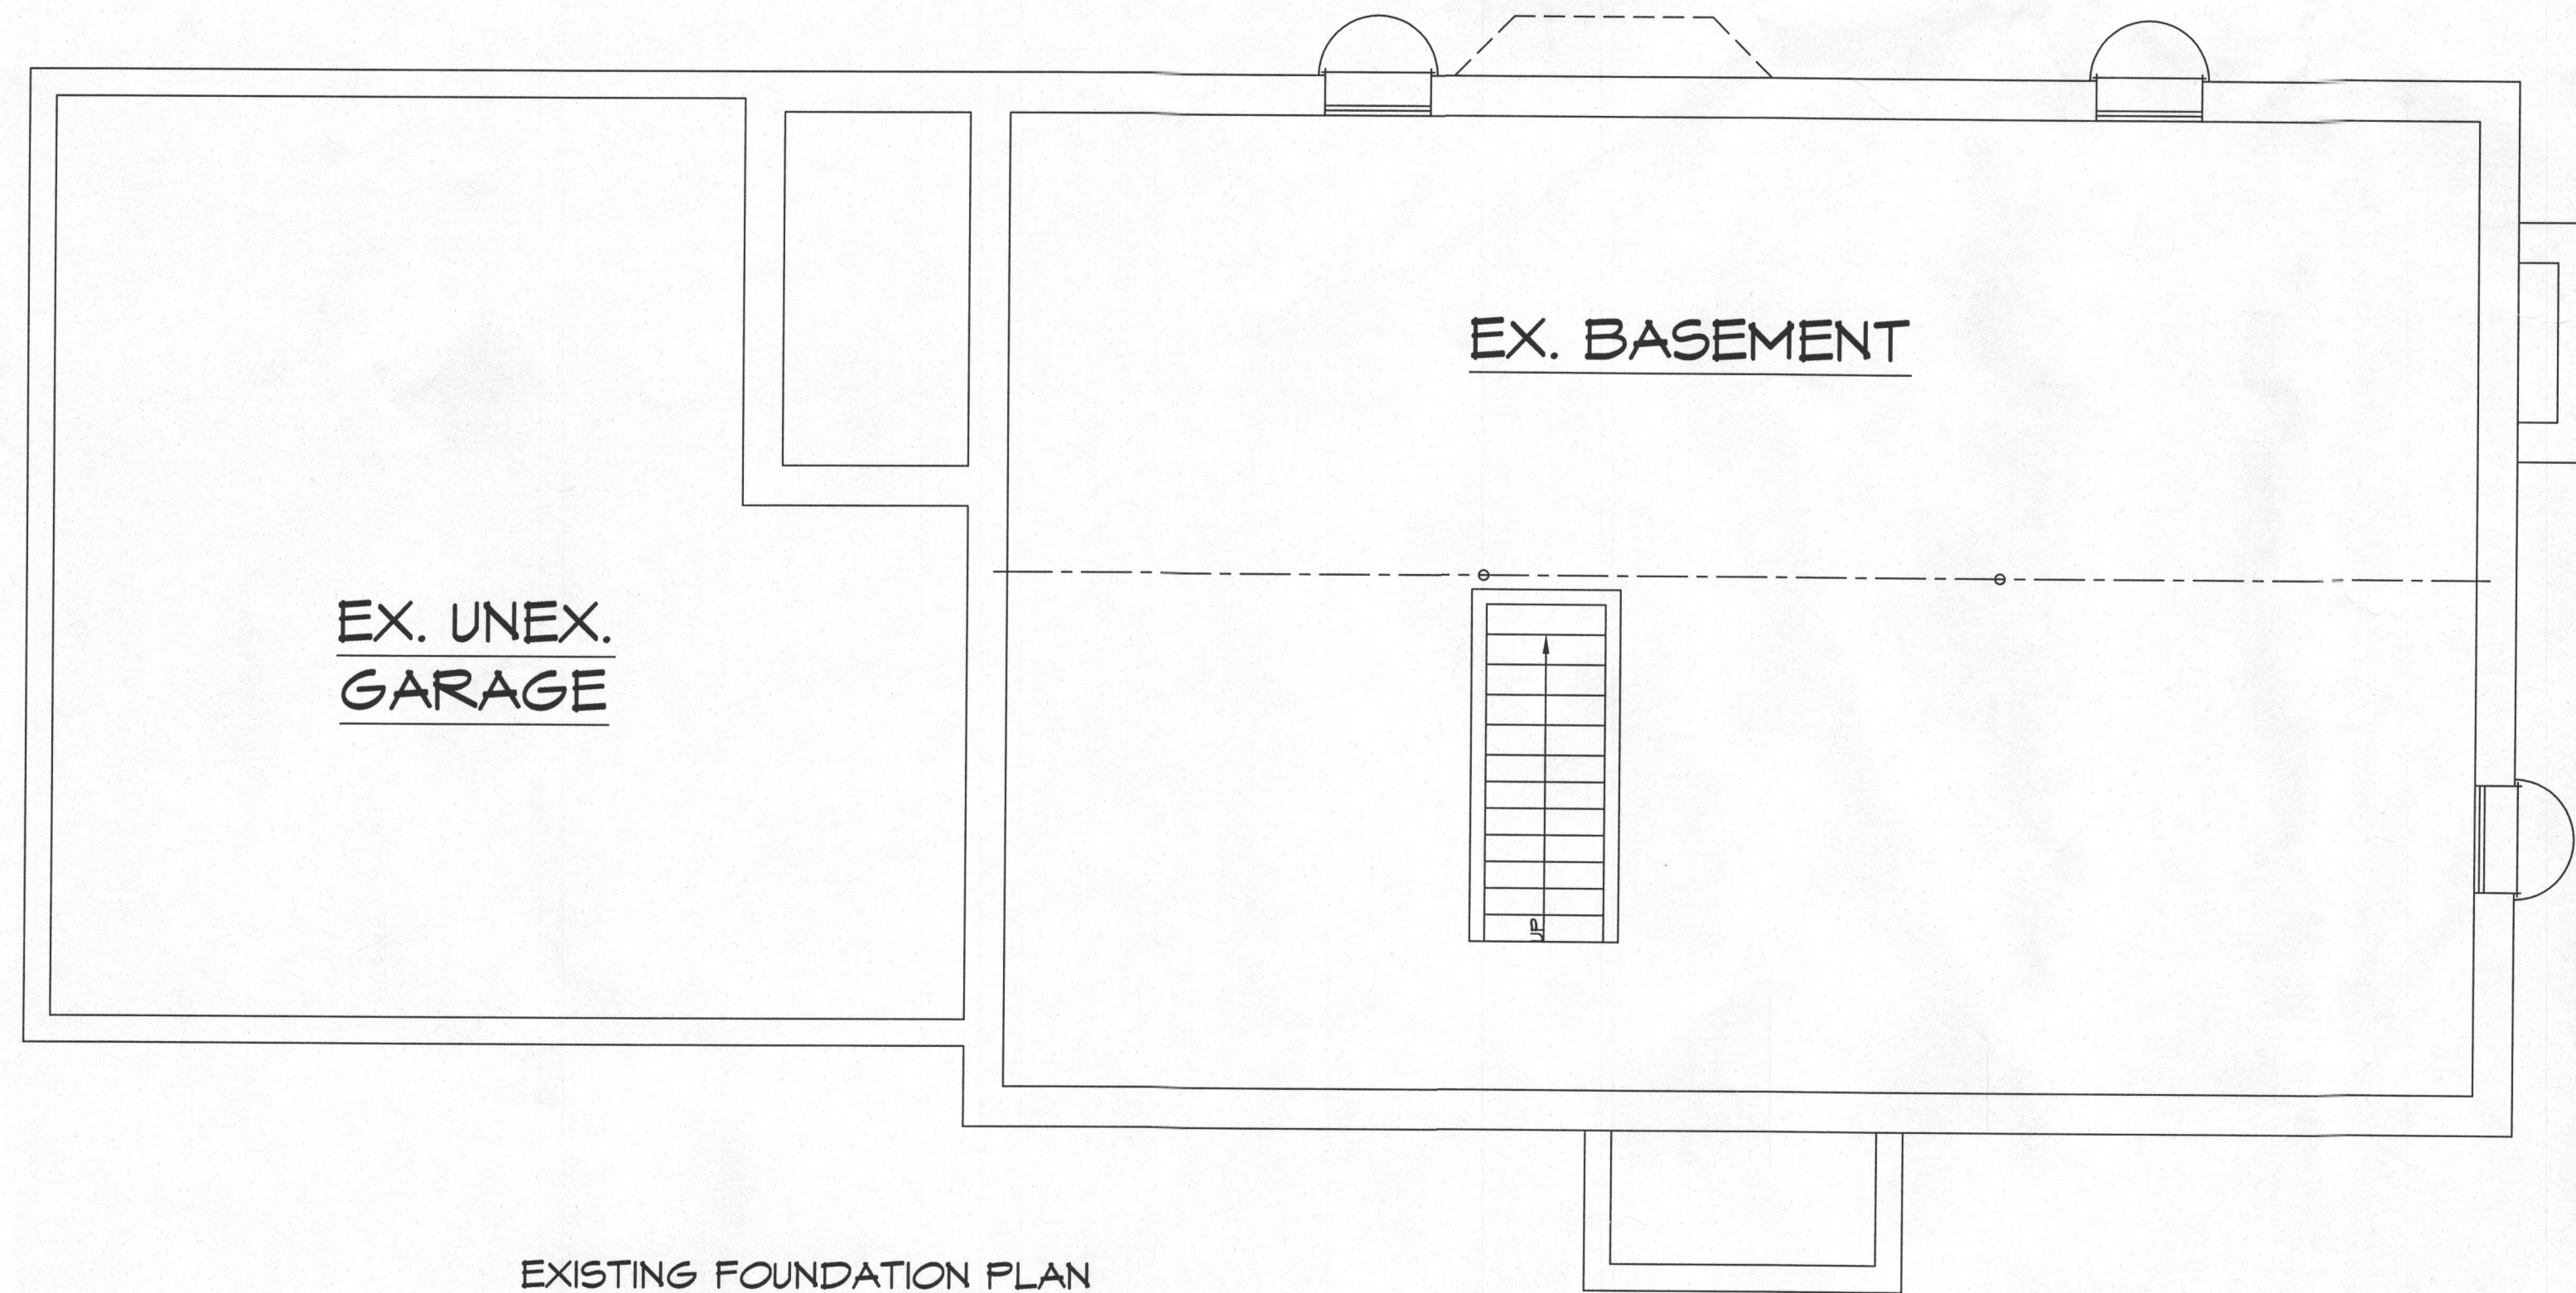 EX. BASEMENT
EX. UNEX.
GARAGE
UP
EXISTING FOUNDATION PLAN